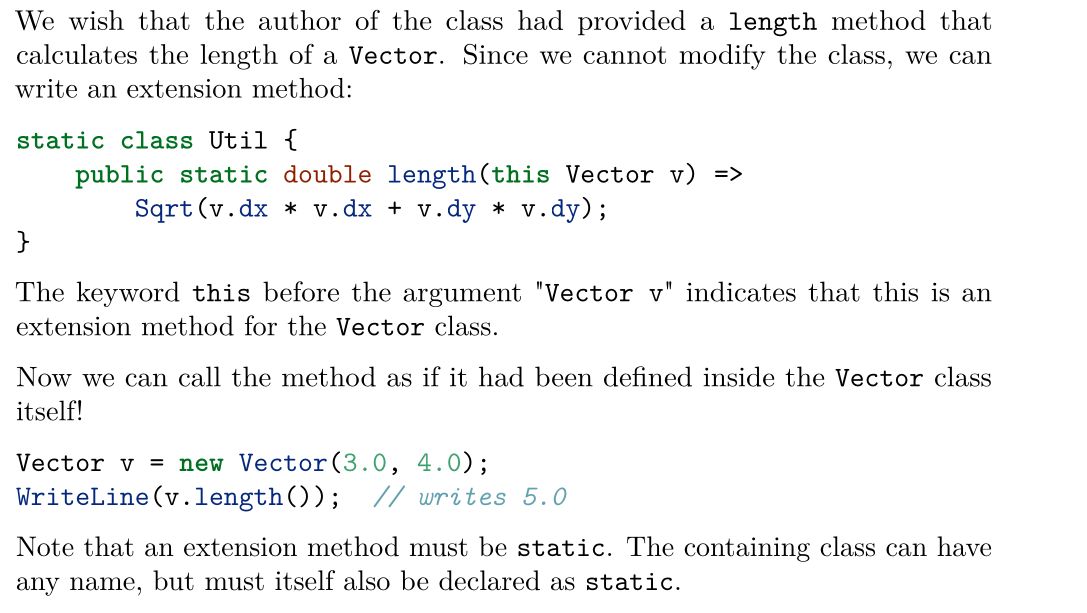 We wish that the author of the class had provided a length method that
calculates the length of a Vector. Since we cannot modify the class, we can
write an extension method:
static class Util {
    public static double length(this Vector v) =>
        Sqrt(v.dx * v.dx + v.dy * v.dy);
}
The keyword this before the argument "Vector v" indicates that this is an
extension method for the Vector class.
Now we can call the method as if it had been defined inside the Vector class
itself!
Vector v = new Vector(3.0, 4.0);
WriteLine(v.length());  // writes 5.0
Note that an extension method must be static. The containing class can have
any name, but must itself also be declared as static.